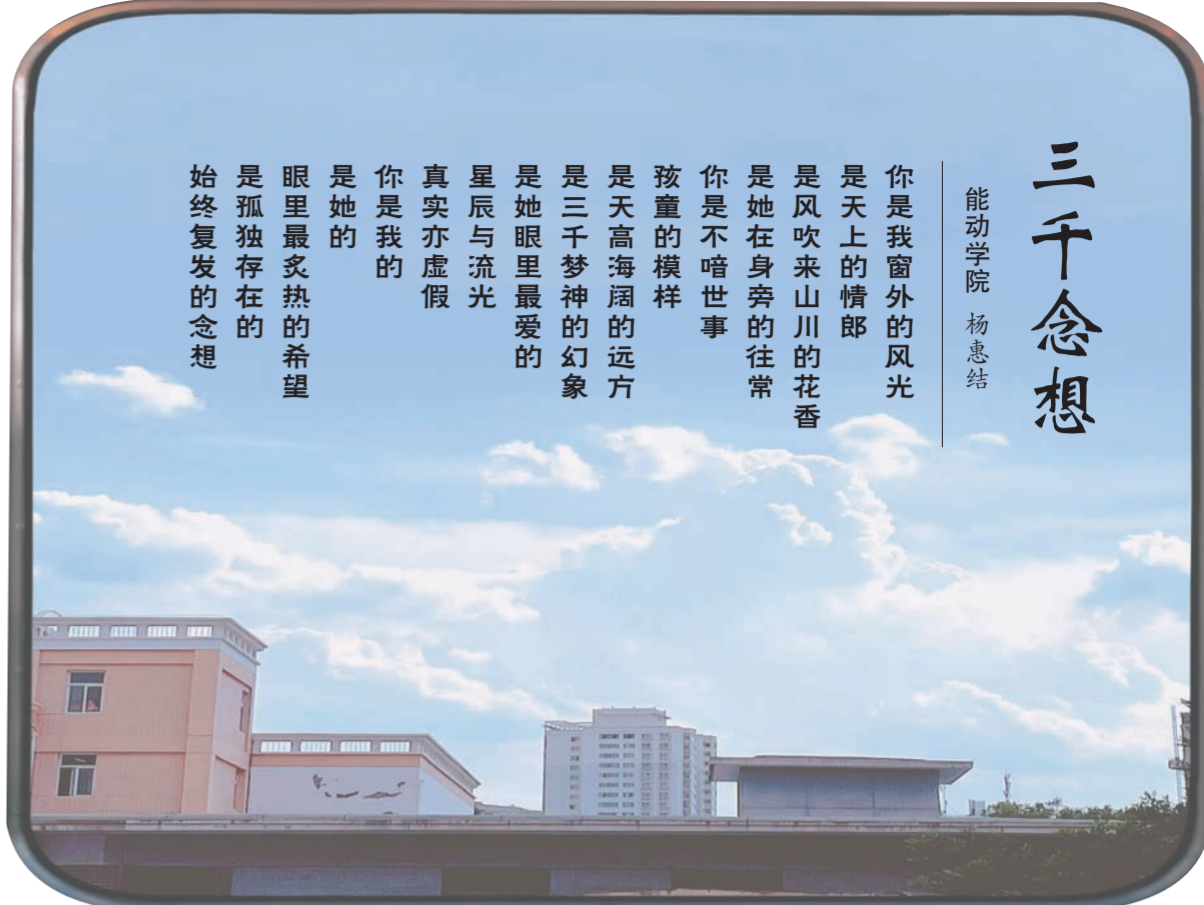 三千念想
能动学院 杨惠结
你是我窗外的风光
是天上的情郎
是风吹来山川的花香
是她在身旁的往常
你是不喑世事
孩童的模样
是天高海阔的远方
是三千梦神的幻象
是她眼里最爱的
星辰与流光
真实亦虚假
你是我的
是她的
眼里最炙热的希望
是孤独存在的
始终复发的念想